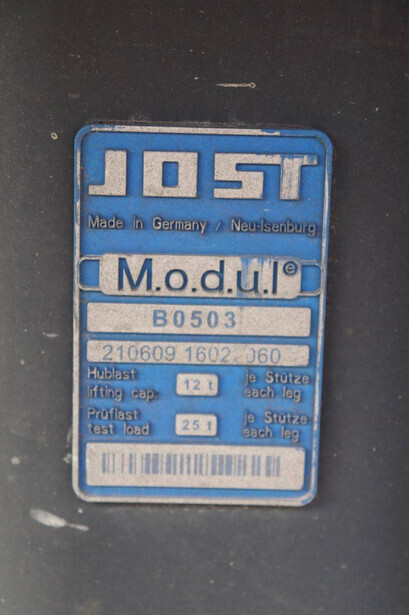 JOST
Made in Germany / Neu-Isenburg
M.o.d.u.l e
B0503
210609 1602 060
Hublast 12 t je Stütze
lifting cap. each leg
Prüflast 25 t je Stütze
test load each leg